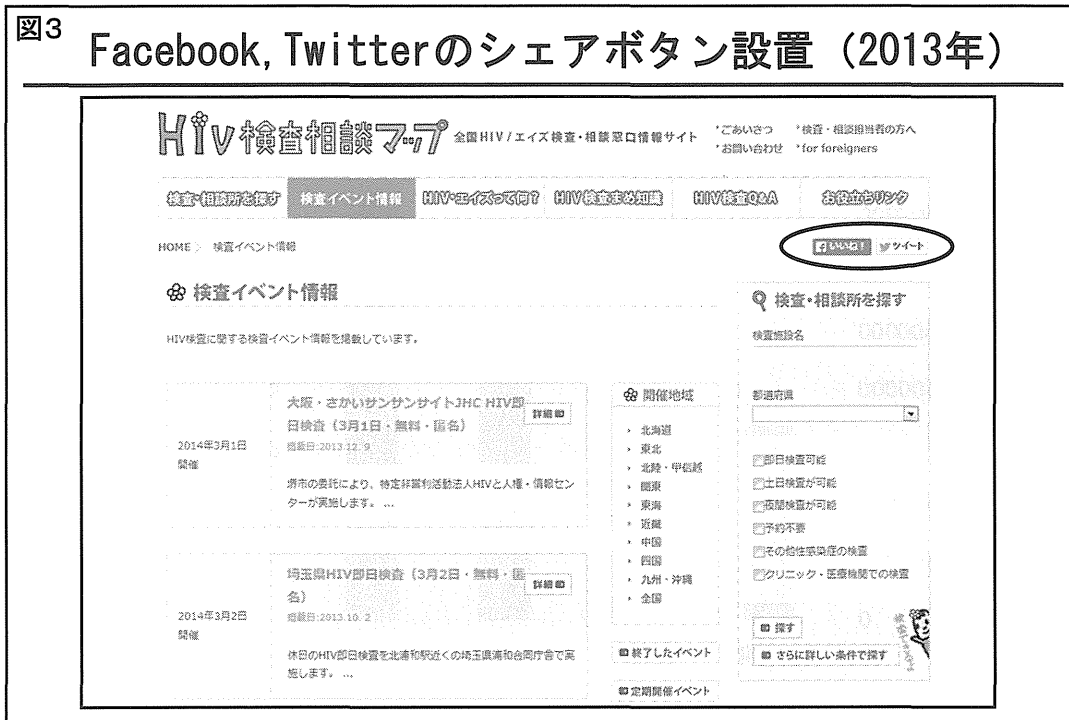 図3
Facebook,Twitterのシェアボタン設置（2013年）
HIV検査相談マップ
全国HIV/エイズ検査・相談窓口情報サイト
ごあいさつ
検査・相談担当者の方へ
お問い合わせ
for foreigners
検査・相談所を探す
検査イベント情報
HIV・エイズって何？
HIV検査まめ知識
HIV検査Q&A
お役立ちリンク
HOME > 検査イベント情報
いいね！
ツイート
検査イベント情報
HIV検査に関する検査イベント情報を掲載しています。
2014年3月1日
開催
大阪・さかいサンサンサイトJHC HIV即
日検査（3月1日・無料・匿名）
掲載日:2013.12. 9
詳細
堺市の委託により、特定非営利活動法人HIVと人権・情報セン
ターが実施します。 ...
2014年3月2日
開催
埼玉県HIV即日検査（3月2日・無料・匿
名）
掲載日:2013.10. 2
詳細
休日のHIV即日検査を北浦和駅近くの埼玉県浦和合同庁舎で実
施します。 ...
開催地域
北海道
東北
北陸・甲信越
関東
東海
近畿
中国
四国
九州・沖縄
全国
終了したイベント
定期開催イベント
検査・相談所を探す
検査施設名
都道府県
即日検査可能
土日検査が可能
夜間検査が可能
予約不要
その他性感染症の検査
クリニック・医療機関での検査
探す
さらに詳しい条件で探す